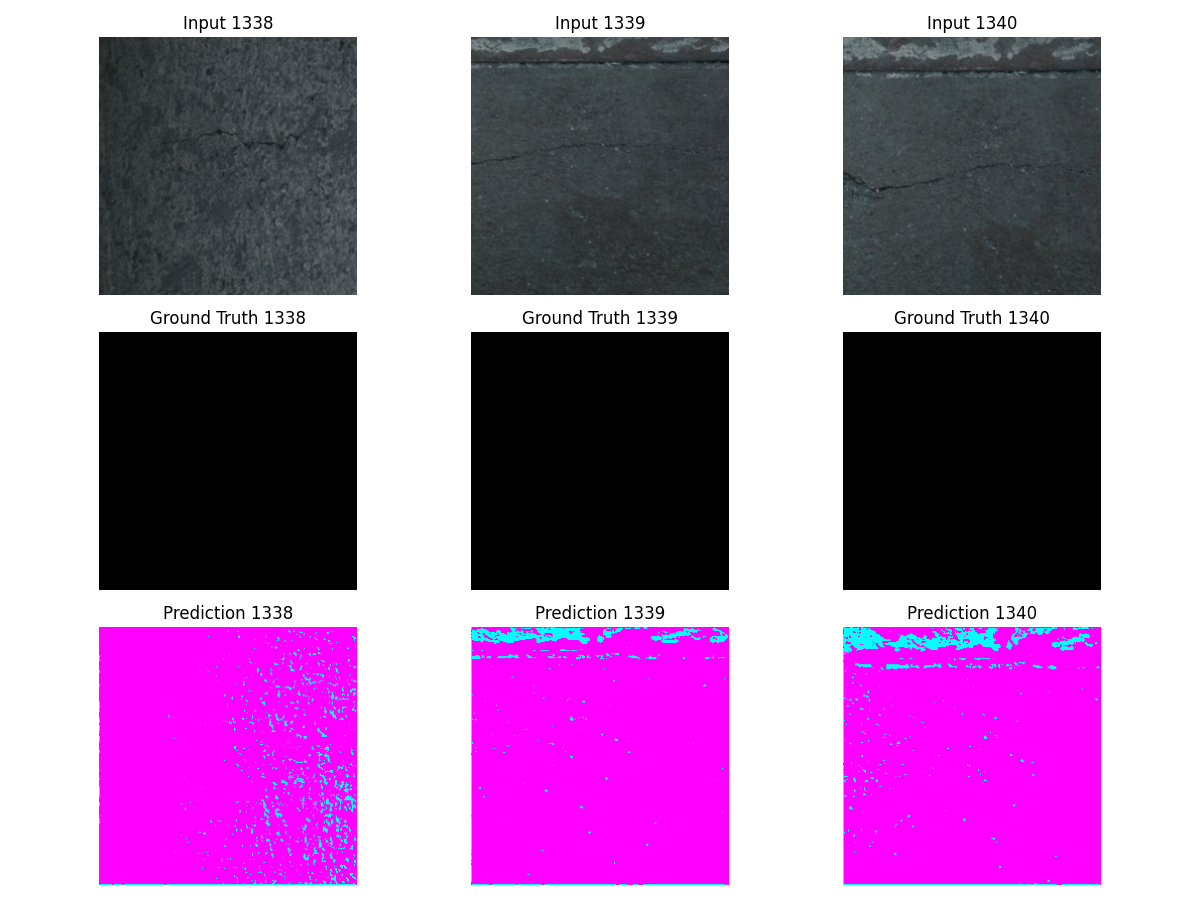 Input 1338
Input 1339
Input 1340
Ground Truth 1338
Ground Truth 1339
Ground Truth 1340
Prediction 1338
Prediction 1339
Prediction 1340